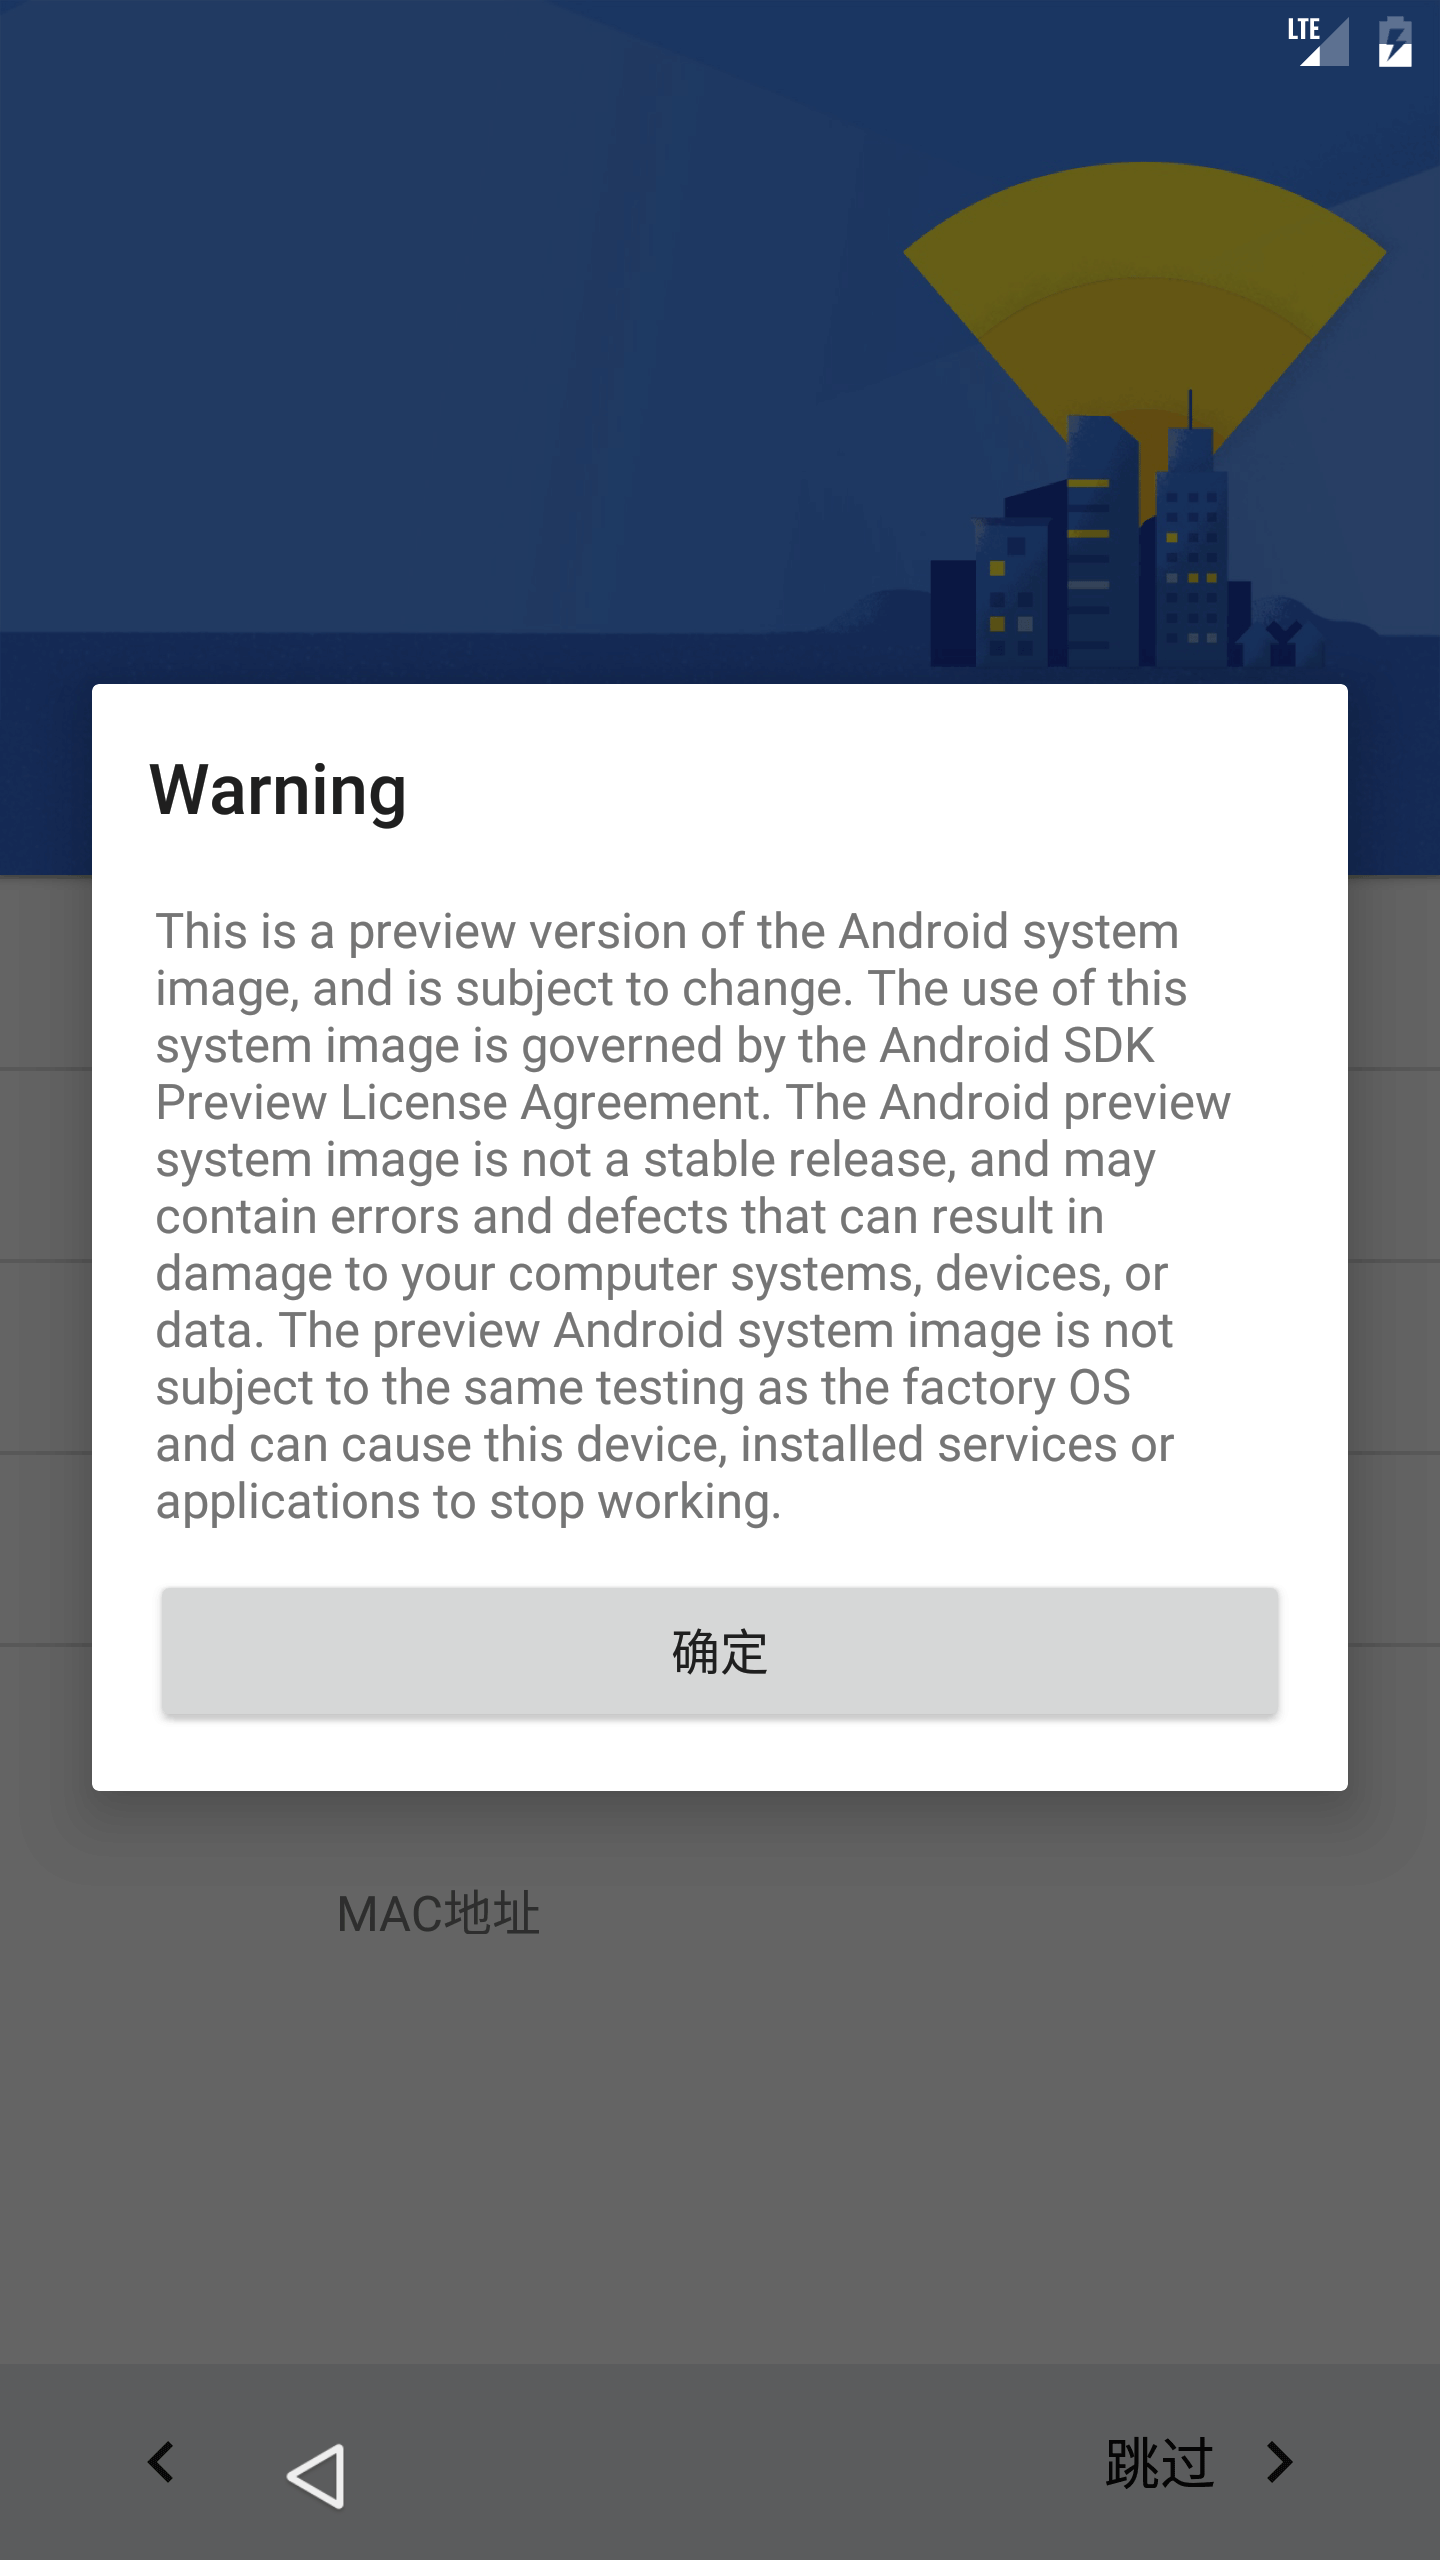 LTE
Warning
This is a preview version of the Android system
image, and is subject to change. The use of this
system image is governed by the Android SDK
Preview License Agreement. The Android preview
system image is not a stable release, and may
contain errors and defects that can result in
damage to your computer systems, devices, or
data. The preview Android system image is not
subject to the same testing as the factory OS
and can cause this device, installed services or
applications to stop working.
确定
MAC地址
跳过